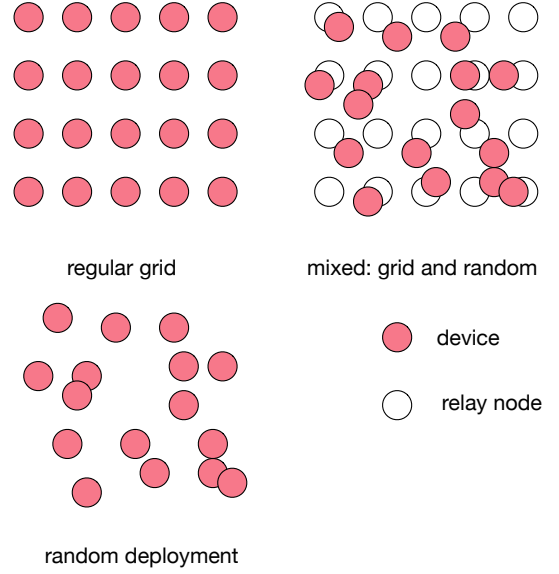 regular grid
mixed: grid and random
device
relay node
random deployment